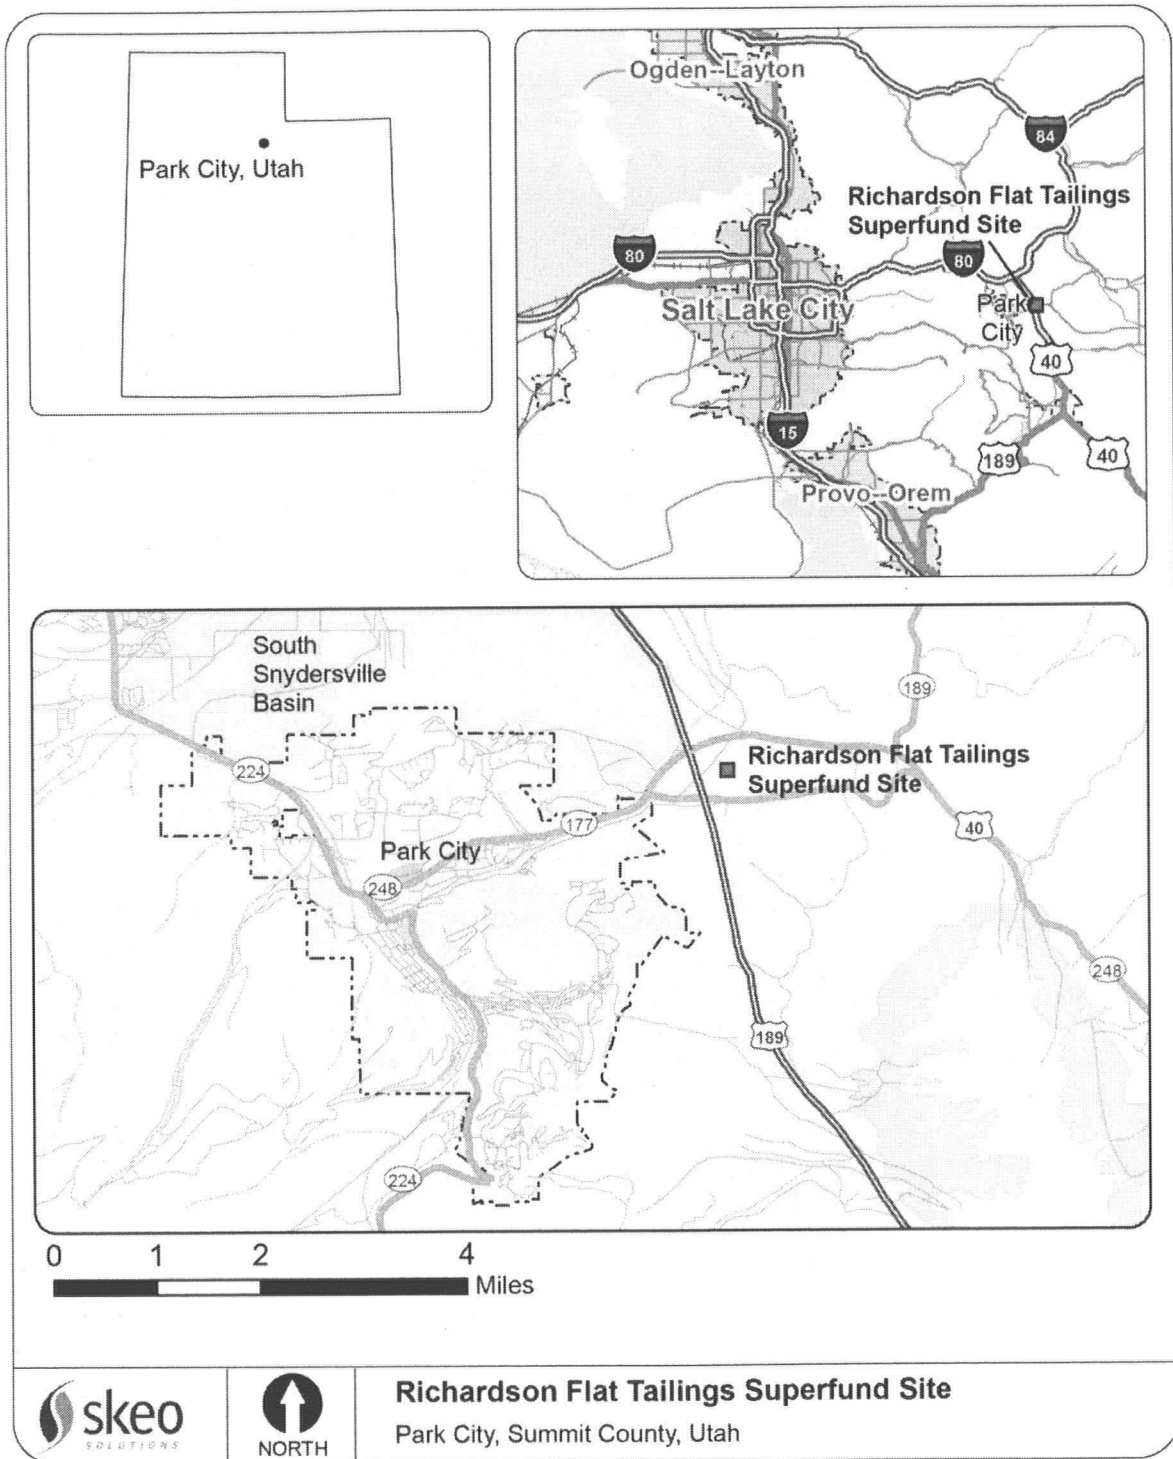 Park City, Utah
Ogden--Layton
84
Richardson Flat Tailings
Superfund Site
80
80
Salt Lake City
Park
City
40
15
189
40
Provo--Orem
South
Snydersville
Basin
189
Richardson Flat Tailings
Superfund Site
224
177
40
Park City
248
248
189
224
0 1 2 4
Miles
skeo
SOLUTIONS
NORTH
Richardson Flat Tailings Superfund Site
Park City, Summit County, Utah